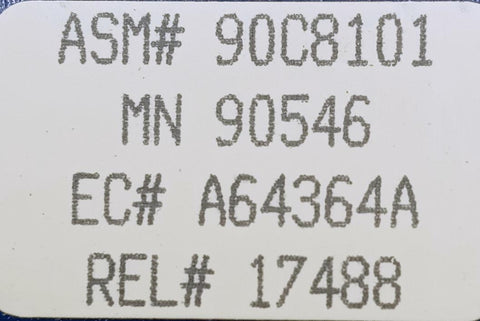 ASM# 90C8101
MN 90546
EC# A64364A
REL# 17488